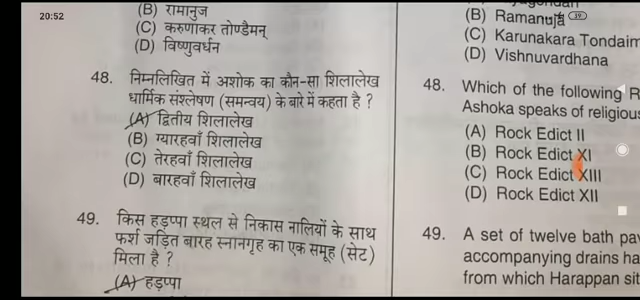 20:52
(B) रामानुज
(C) करुणाकर तोण्डैमन्
(D) विष्णुवर्धन
48. निम्नलिखित में अशोक का कौन-सा शिलालेख
धार्मिक संश्लेषण (समन्वय) के बारे में कहता है ?
(A) द्वितीय शिलालेख
(B) ग्यारहवाँ शिलालेख
(C) तेरहवाँ शिलालेख
(D) बारहवाँ शिलालेख
49. किस हड़प्पा स्थल से निकास नालियों के साथ
फर्श जड़ित बारह स्नानगृह का एक समूह (सेट)
मिला है ?
(A) हड़प्पा
(B) Ramanuja
(C) Karunakara Tondaim
(D) Vishnuvardhana
48. Which of the following R
Ashoka speaks of religious
(A) Rock Edict II
(B) Rock Edict XI
(C) Rock Edict XIII
(D) Rock Edict XII
49. A set of twelve bath pav
accompanying drains ha
from which Harappan sit